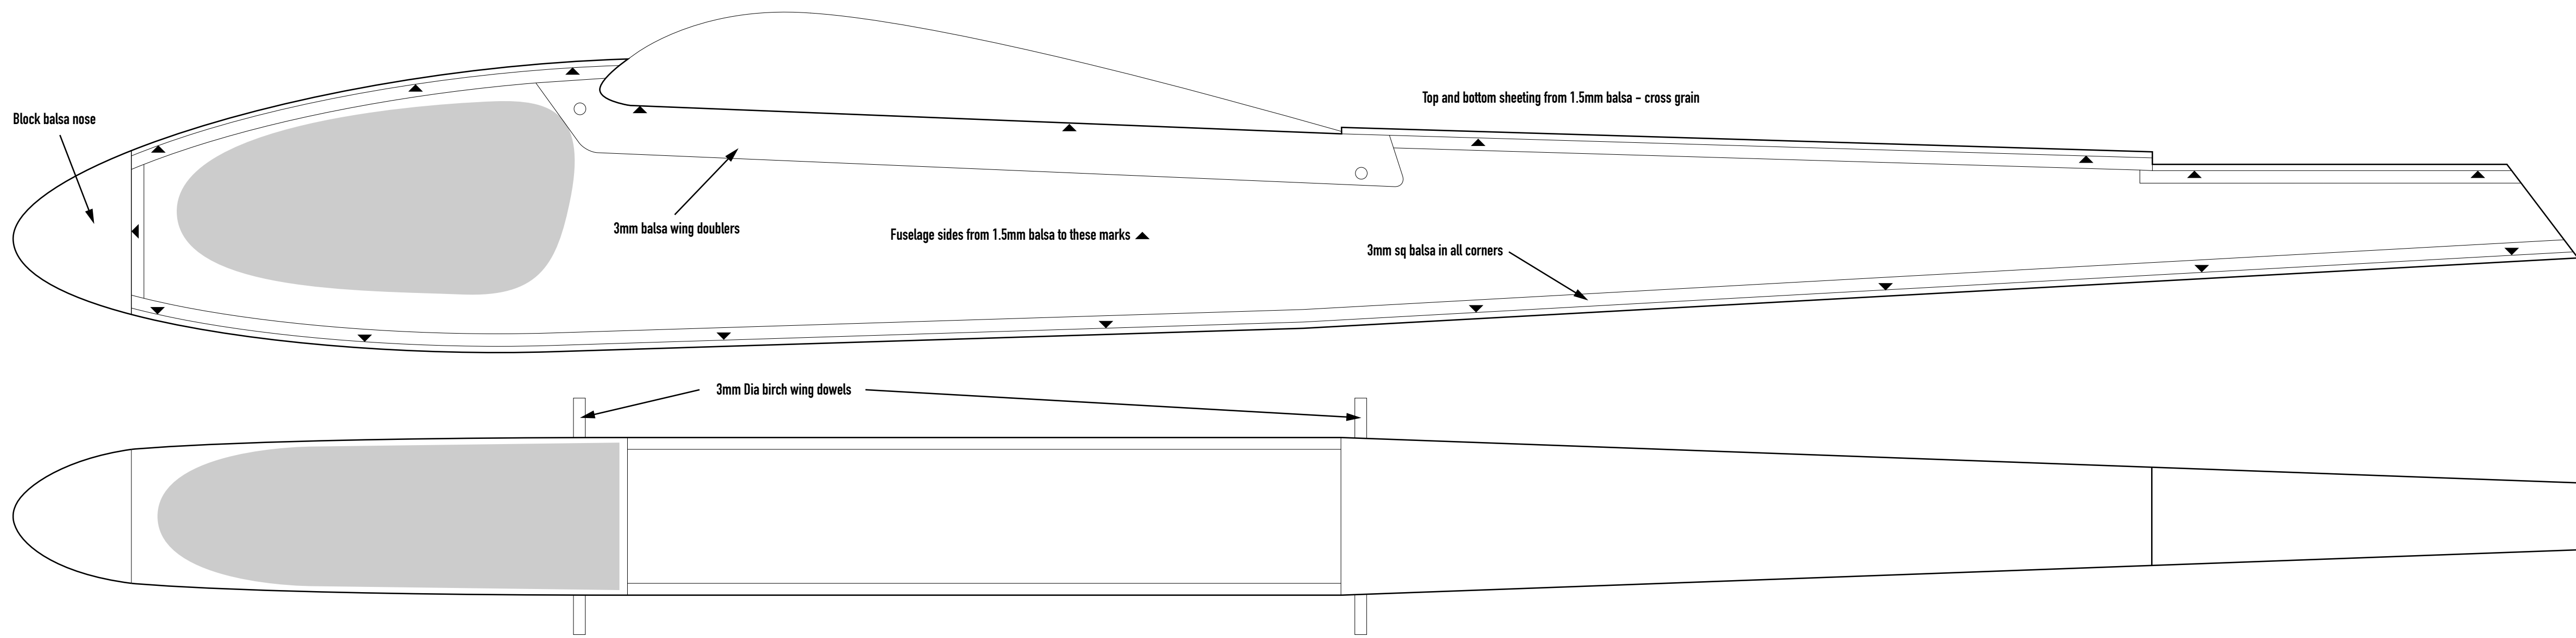 Top and bottom sheeting from 1.5mm balsa - cross grain
Block balsa nose
3mm balsa wing doublers
Fuselage sides from 1.5mm balsa to these marks
3mm sq balsa in all corners
3mm Dia birch wing dowels